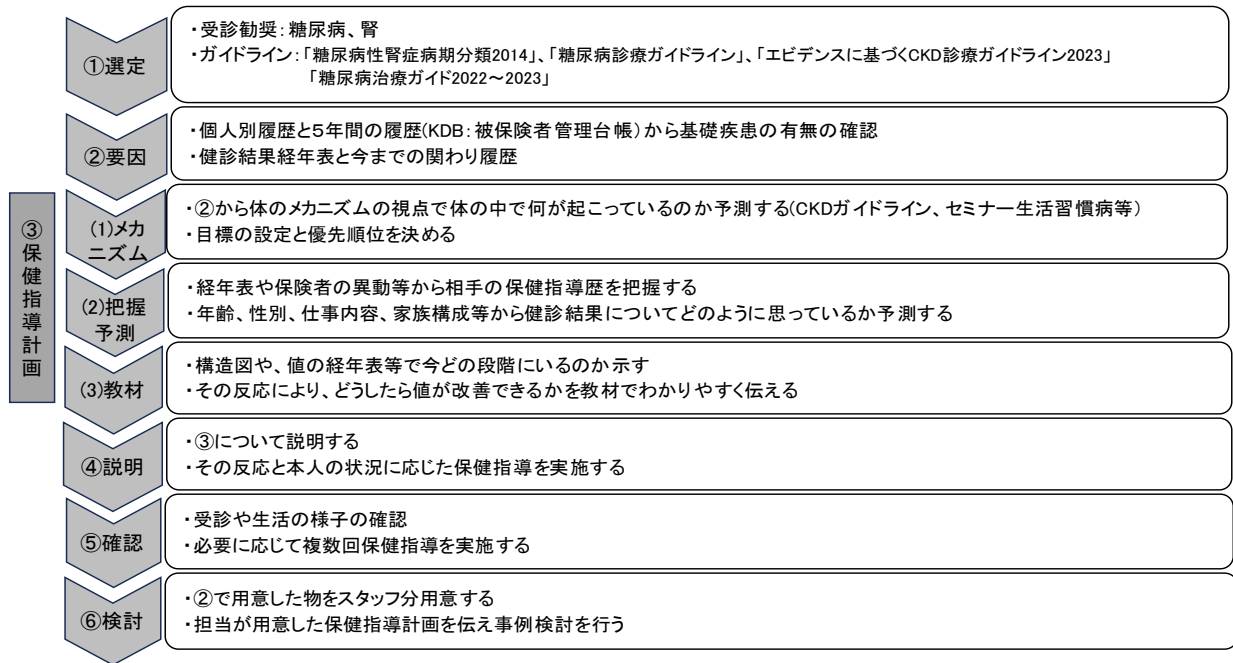 ①選定
・受診勧奨：糖尿病、腎
・ガイドライン：「糖尿病性腎症病期分類2014」、「糖尿病診療ガイドライン」、「エビデンスに基づくCKD診療ガイドライン2023」
「糖尿病治療ガイド2022～2023」
②要因
・個人別履歴と5年間の履歴(KDB：被保険者管理台帳)から基礎疾患の有無の確認
・健診結果経年表と今までの関わり履歴
③保健指導計画
(1)メカ
ニズム
・②から体のメカニズムの視点で体の中で何が起こっているのか予測する(CKDガイドライン、セミナー生活習慣病等)
・目標の設定と優先順位を決める
(2)把握
予測
・経年表や保険者の異動等から相手の保健指導歴を把握する
・年齢、性別、仕事内容、家族構成等から健診結果についてどのように思っているか予測する
(3)教材
・構造図や、値の経年表等で今どの段階にいるのか示す
・その反応により、どうしたら値が改善できるかを教材でわかりやすく伝える
④説明
・③について説明する
・その反応と本人の状況に応じた保健指導を実施する
⑤確認
・受診や生活の様子の確認
・必要に応じて複数回保健指導を実施する
⑥検討
・②で用意した物をスタッフ分用意する
・担当が用意した保健指導計画を伝え事例検討を行う